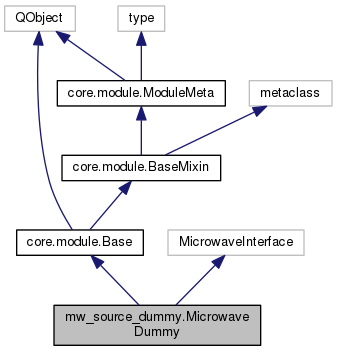 QObject
type
core.module.ModuleMeta
metaclass
core.module.BaseMixin
core.module.Base
MicrowaveInterface
mw_source_dummy.Microwave
Dummy